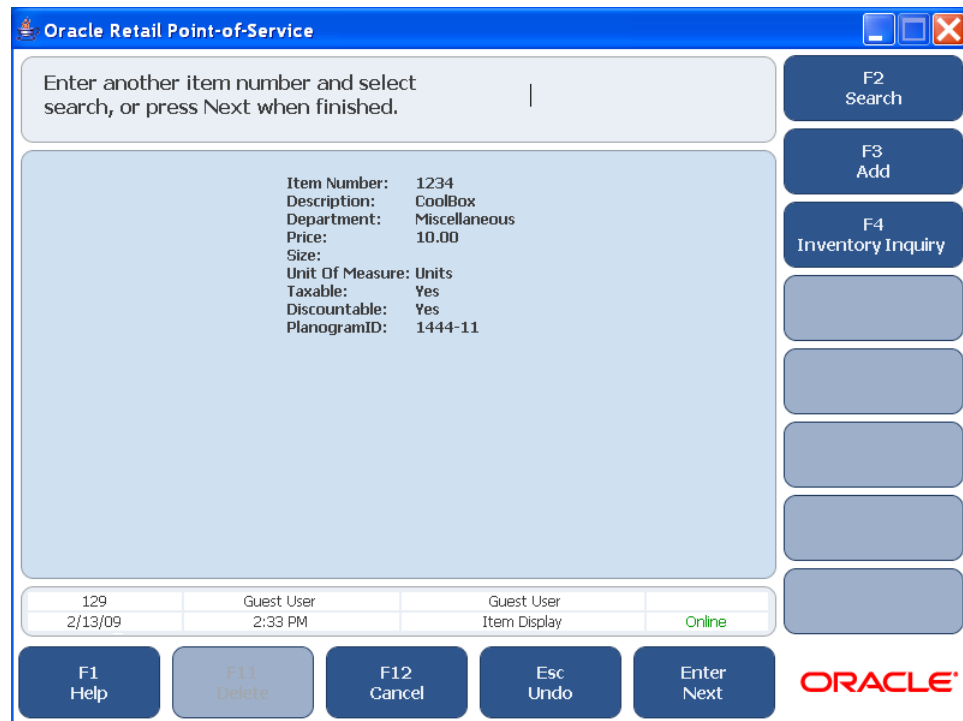 Oracle Retail Point-of-Service
Enter another item number and select
search, or press Next when finished.
F2
Search
F3
Add
F4
Inventory Inquiry
Item Number: 1234
Description: CoolBox
Department: Miscellaneous
Price: 10.00
Size:
Unit Of Measure: Units
Taxable: Yes
Discountable: Yes
PlanogramID: 1444-11
129 Guest User Guest User
2/13/09 2:33 PM Item Display Online
F1
Help
F11
Delete
F12
Cancel
Esc
Undo
Enter
Next
ORACLE